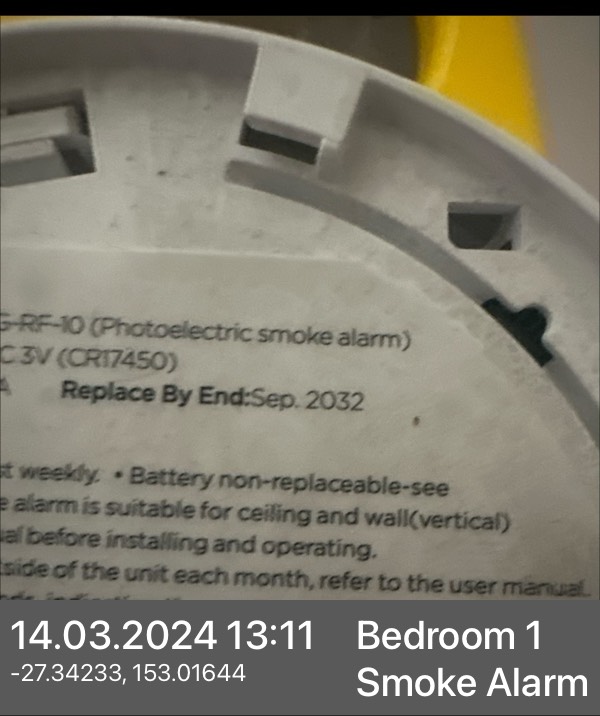 G-RF-10 (Photoelectric smoke alarm)
C 3V (CR17450)
A Replace By End:Sep. 2032
st weekly. • Battery non-replaceable-see
e alarm is suitable for ceiling and wall(vertical)
ual before installing and operating.
tside of the unit each month, refer to the user manual.
14.03.2024 13:11
-27.34233, 153.01644
Bedroom 1
Smoke Alarm